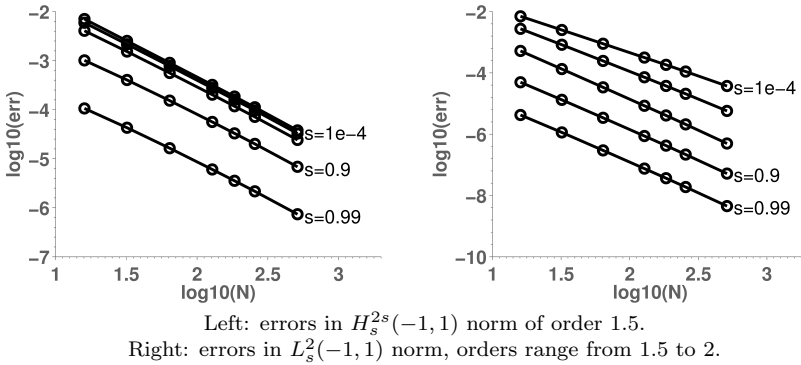 −2
−3
−4
−5
−6
−7
1
1.5
2
2.5
3
log10(err)
log10(N)
s=1e−4
s=0.9
s=0.99
−2
−4
−6
−8
−10
1
1.5
2
2.5
3
log10(err)
log10(N)
s=1e−4
s=0.9
s=0.99
Left: errors in $H_s^{2s}(-1, 1)$ norm of order 1.5.
Right: errors in $L_s^2(-1, 1)$ norm, orders range from 1.5 to 2.